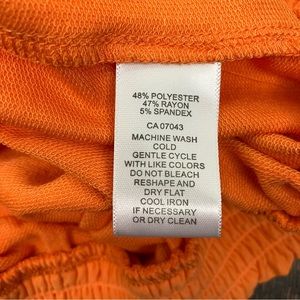 48% POLYESTER
47% RAYON
5% SPANDEX
CA 07043
MACHINE WASH
COLD
GENTLE CYCLE
WITH LIKE COLORS
DO NOT BLEACH
RESHAPE AND
DRY FLAT
COOL IRON
IF NECESSARY
OR DRY CLEAN